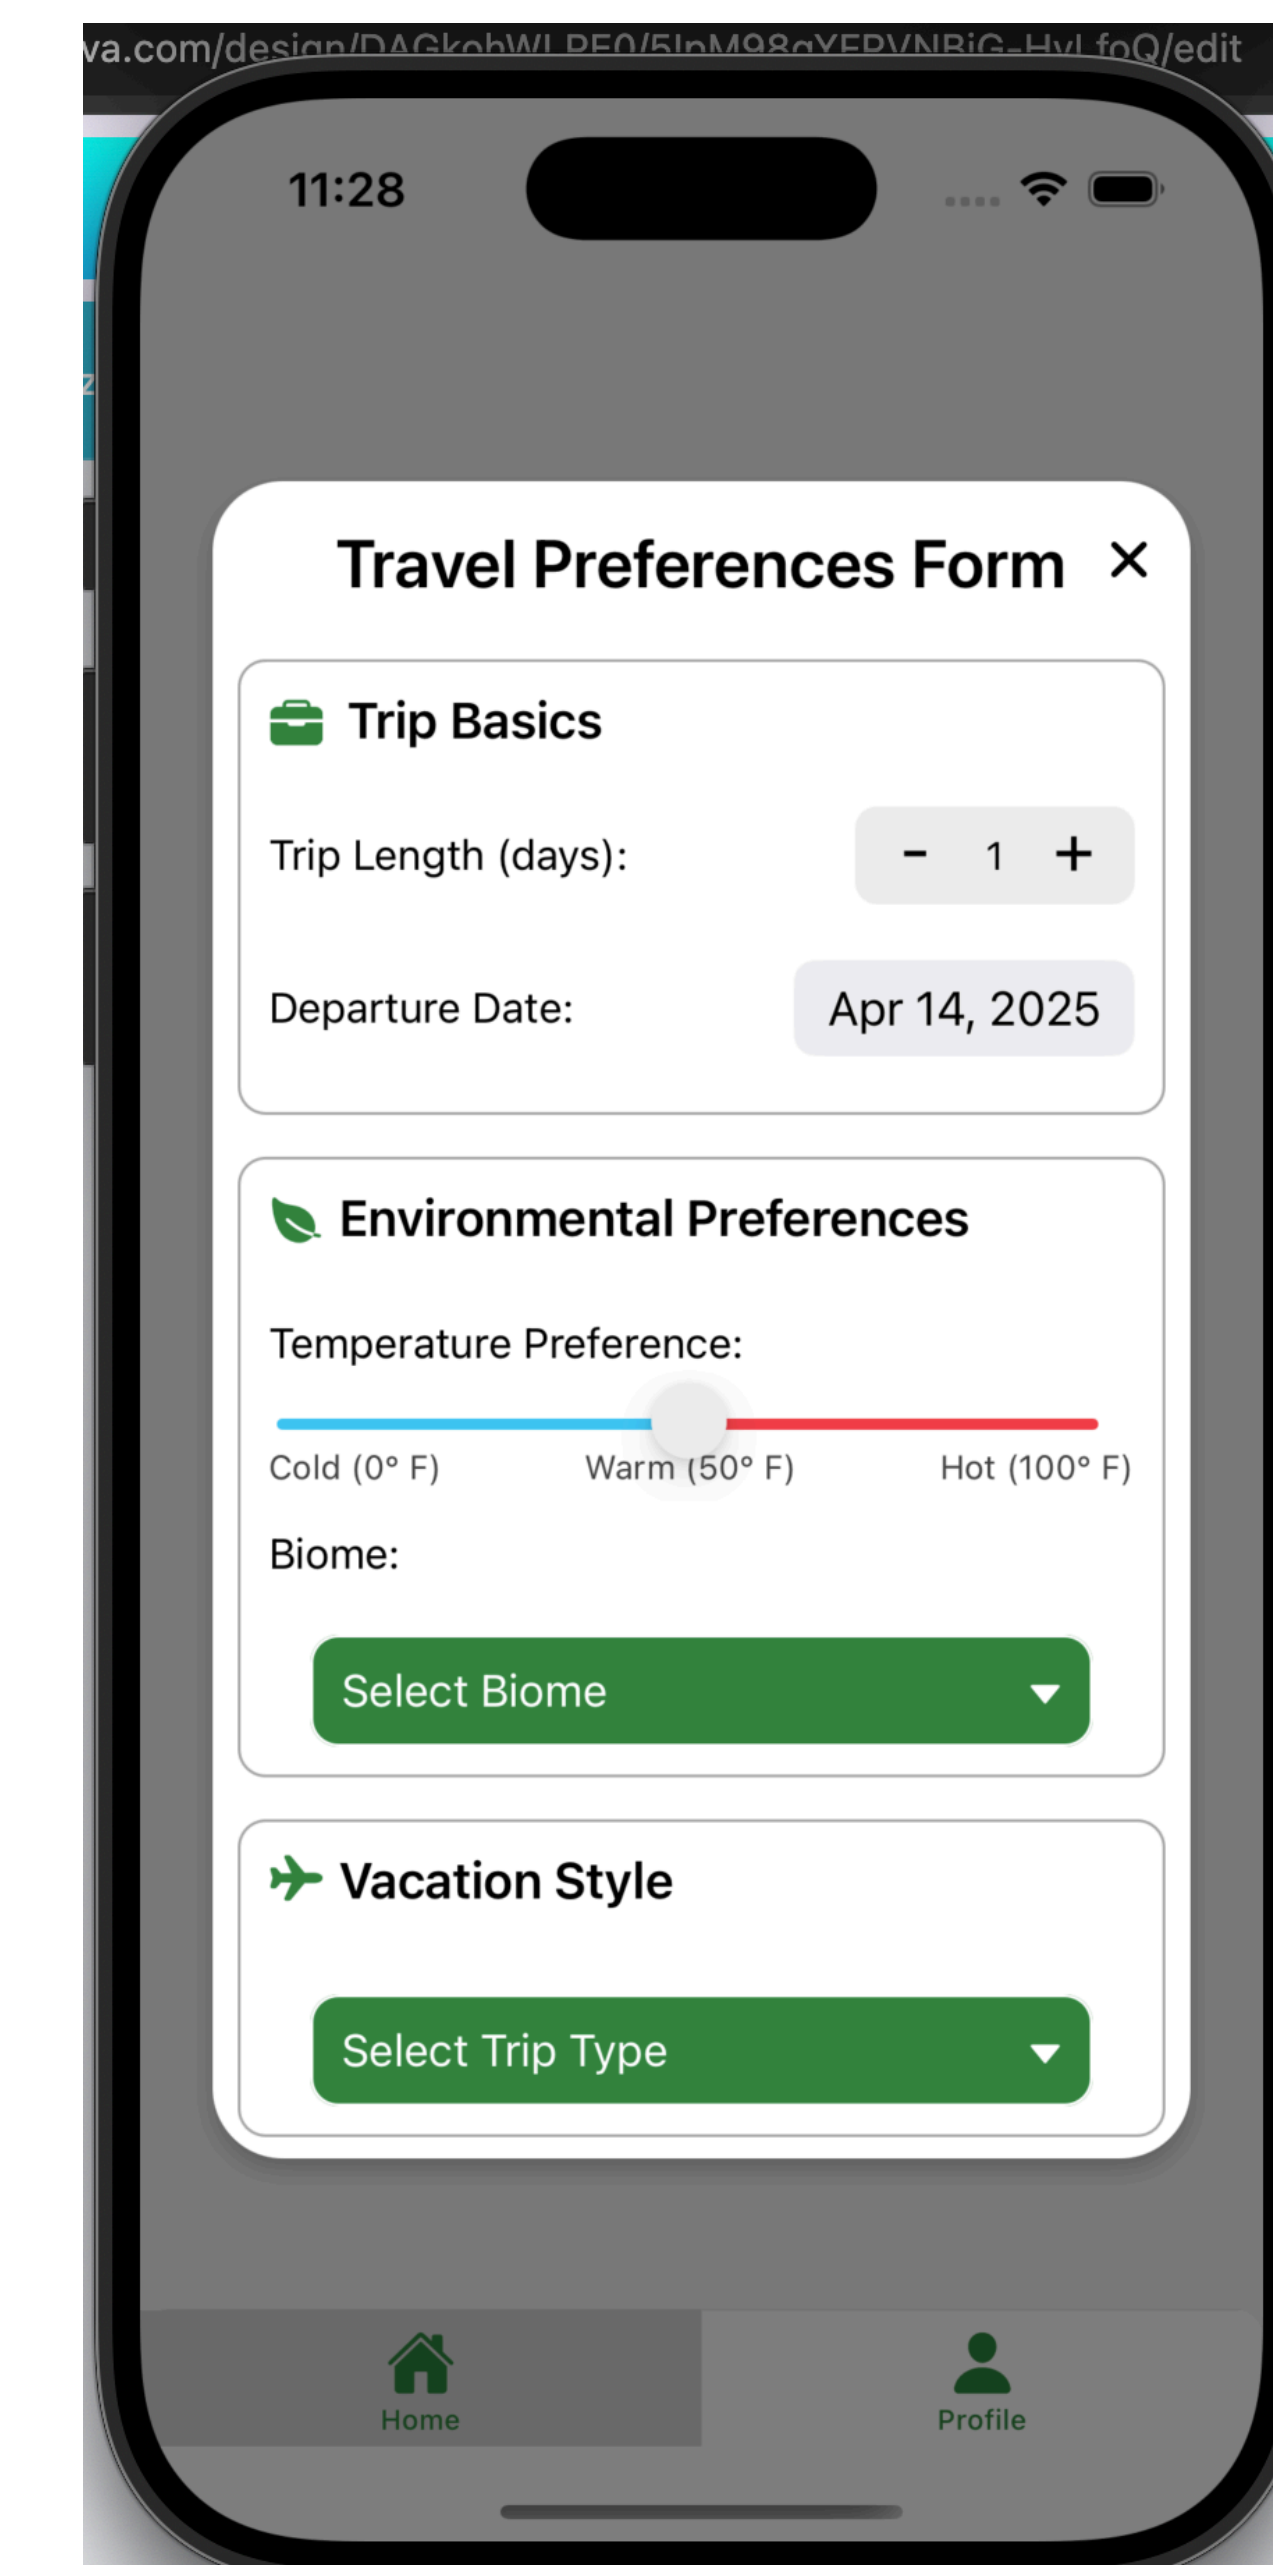 11:28
Travel Preferences Form
Trip Basics
Trip Length (days): - 1 +
Departure Date: Apr 14, 2025
Environmental Preferences
Temperature Preference:
Cold (0° F) Warm (50° F) Hot (100° F)
Biome:
Select Biome
Vacation Style
Select Trip Type
Home Profile